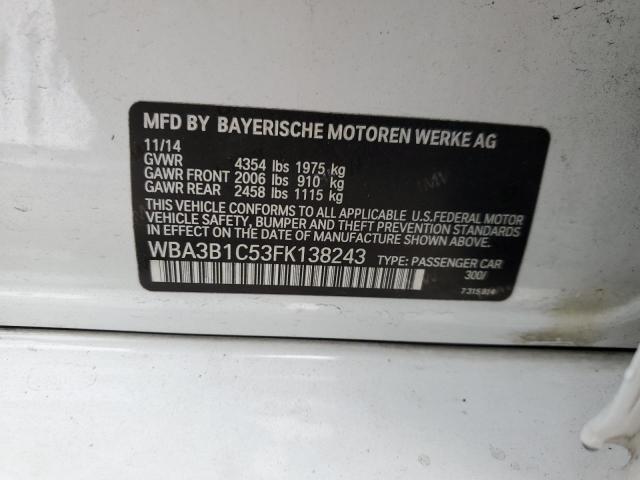 MFD BY BAYERISCHE MOTOREN WERKE AG
11/14
GVWR 4354 lbs 1975 kg
GAWR FRONT 2006 lbs 910 kg
GAWR REAR 2458 lbs 1115 kg
THIS VEHICLE CONFORMS TO ALL APPLICABLE U.S.FEDERAL MOTOR
VEHICLE SAFETY, BUMPER AND THEFT PREVENTION STANDARDS
IN EFFECT ON THE DATE OF MANUFACTURE SHOWN ABOVE.
WBA3B1C53FK138243 TYPE: PASSENGER CAR
300/